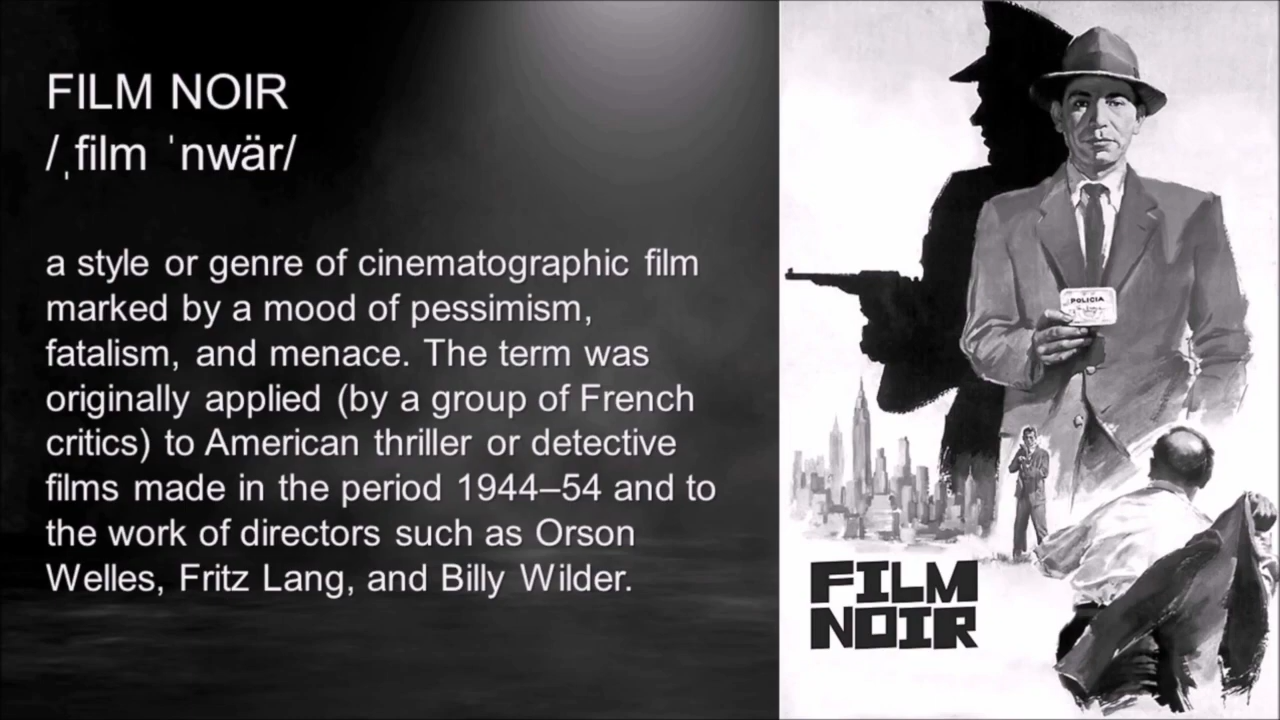 FILM NOIR
/ˌfilm ˈnwär/
a style or genre of cinematographic film
marked by a mood of pessimism,
fatalism, and menace. The term was
originally applied (by a group of French
critics) to American thriller or detective
films made in the period 1944–54 and to
the work of directors such as Orson
Welles, Fritz Lang, and Billy Wilder.
POLICIA
FILM
NOIR